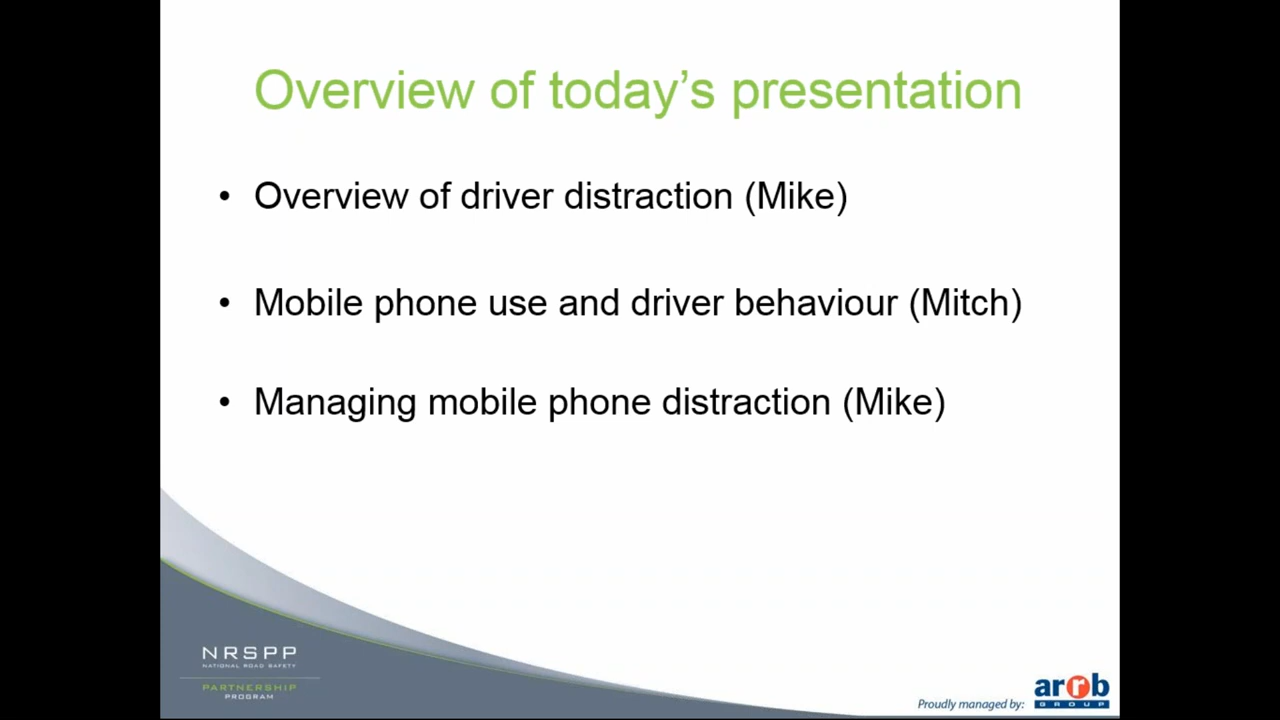 Overview of today’s presentation
• Overview of driver distraction (Mike)
• Mobile phone use and driver behaviour (Mitch)
• Managing mobile phone distraction (Mike)
NRSPP
NATIONAL ROAD SAFETY
PARTNERSHIP
PROGRAM
Proudly managed by:
arrb
GROUP